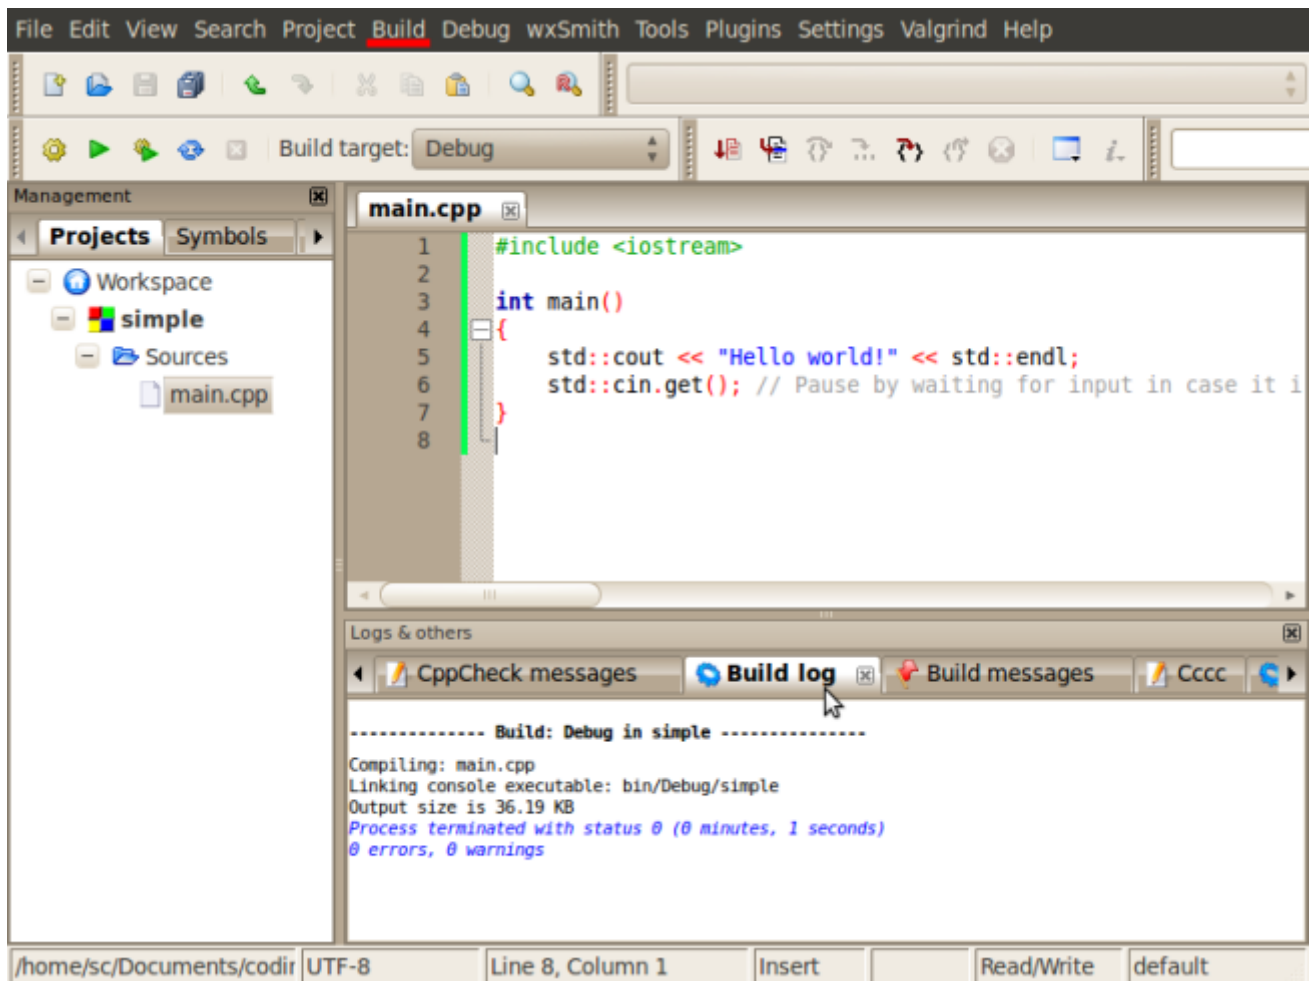 File Edit View Search Project Build Debug wxSmith Tools Plugins Settings Valgrind Help
Build target: Debug
Management
Projects Symbols
Workspace
simple
Sources
main.cpp
main.cpp
1 #include <iostream>
2
3 int main()
4 {
5 std::cout << "Hello world!" << std::endl;
6 std::cin.get(); // Pause by waiting for input in case it i
7 }
8
Logs & others
CppCheck messages Build log Build messages Cccc
-------------- Build: Debug in simple ---------------
Compiling: main.cpp
Linking console executable: bin/Debug/simple
Output size is 36.19 KB
Process terminated with status 0 (0 minutes, 1 seconds)
0 errors, 0 warnings
/home/sc/Documents/codir UTF-8 Line 8, Column 1 Insert Read/Write default